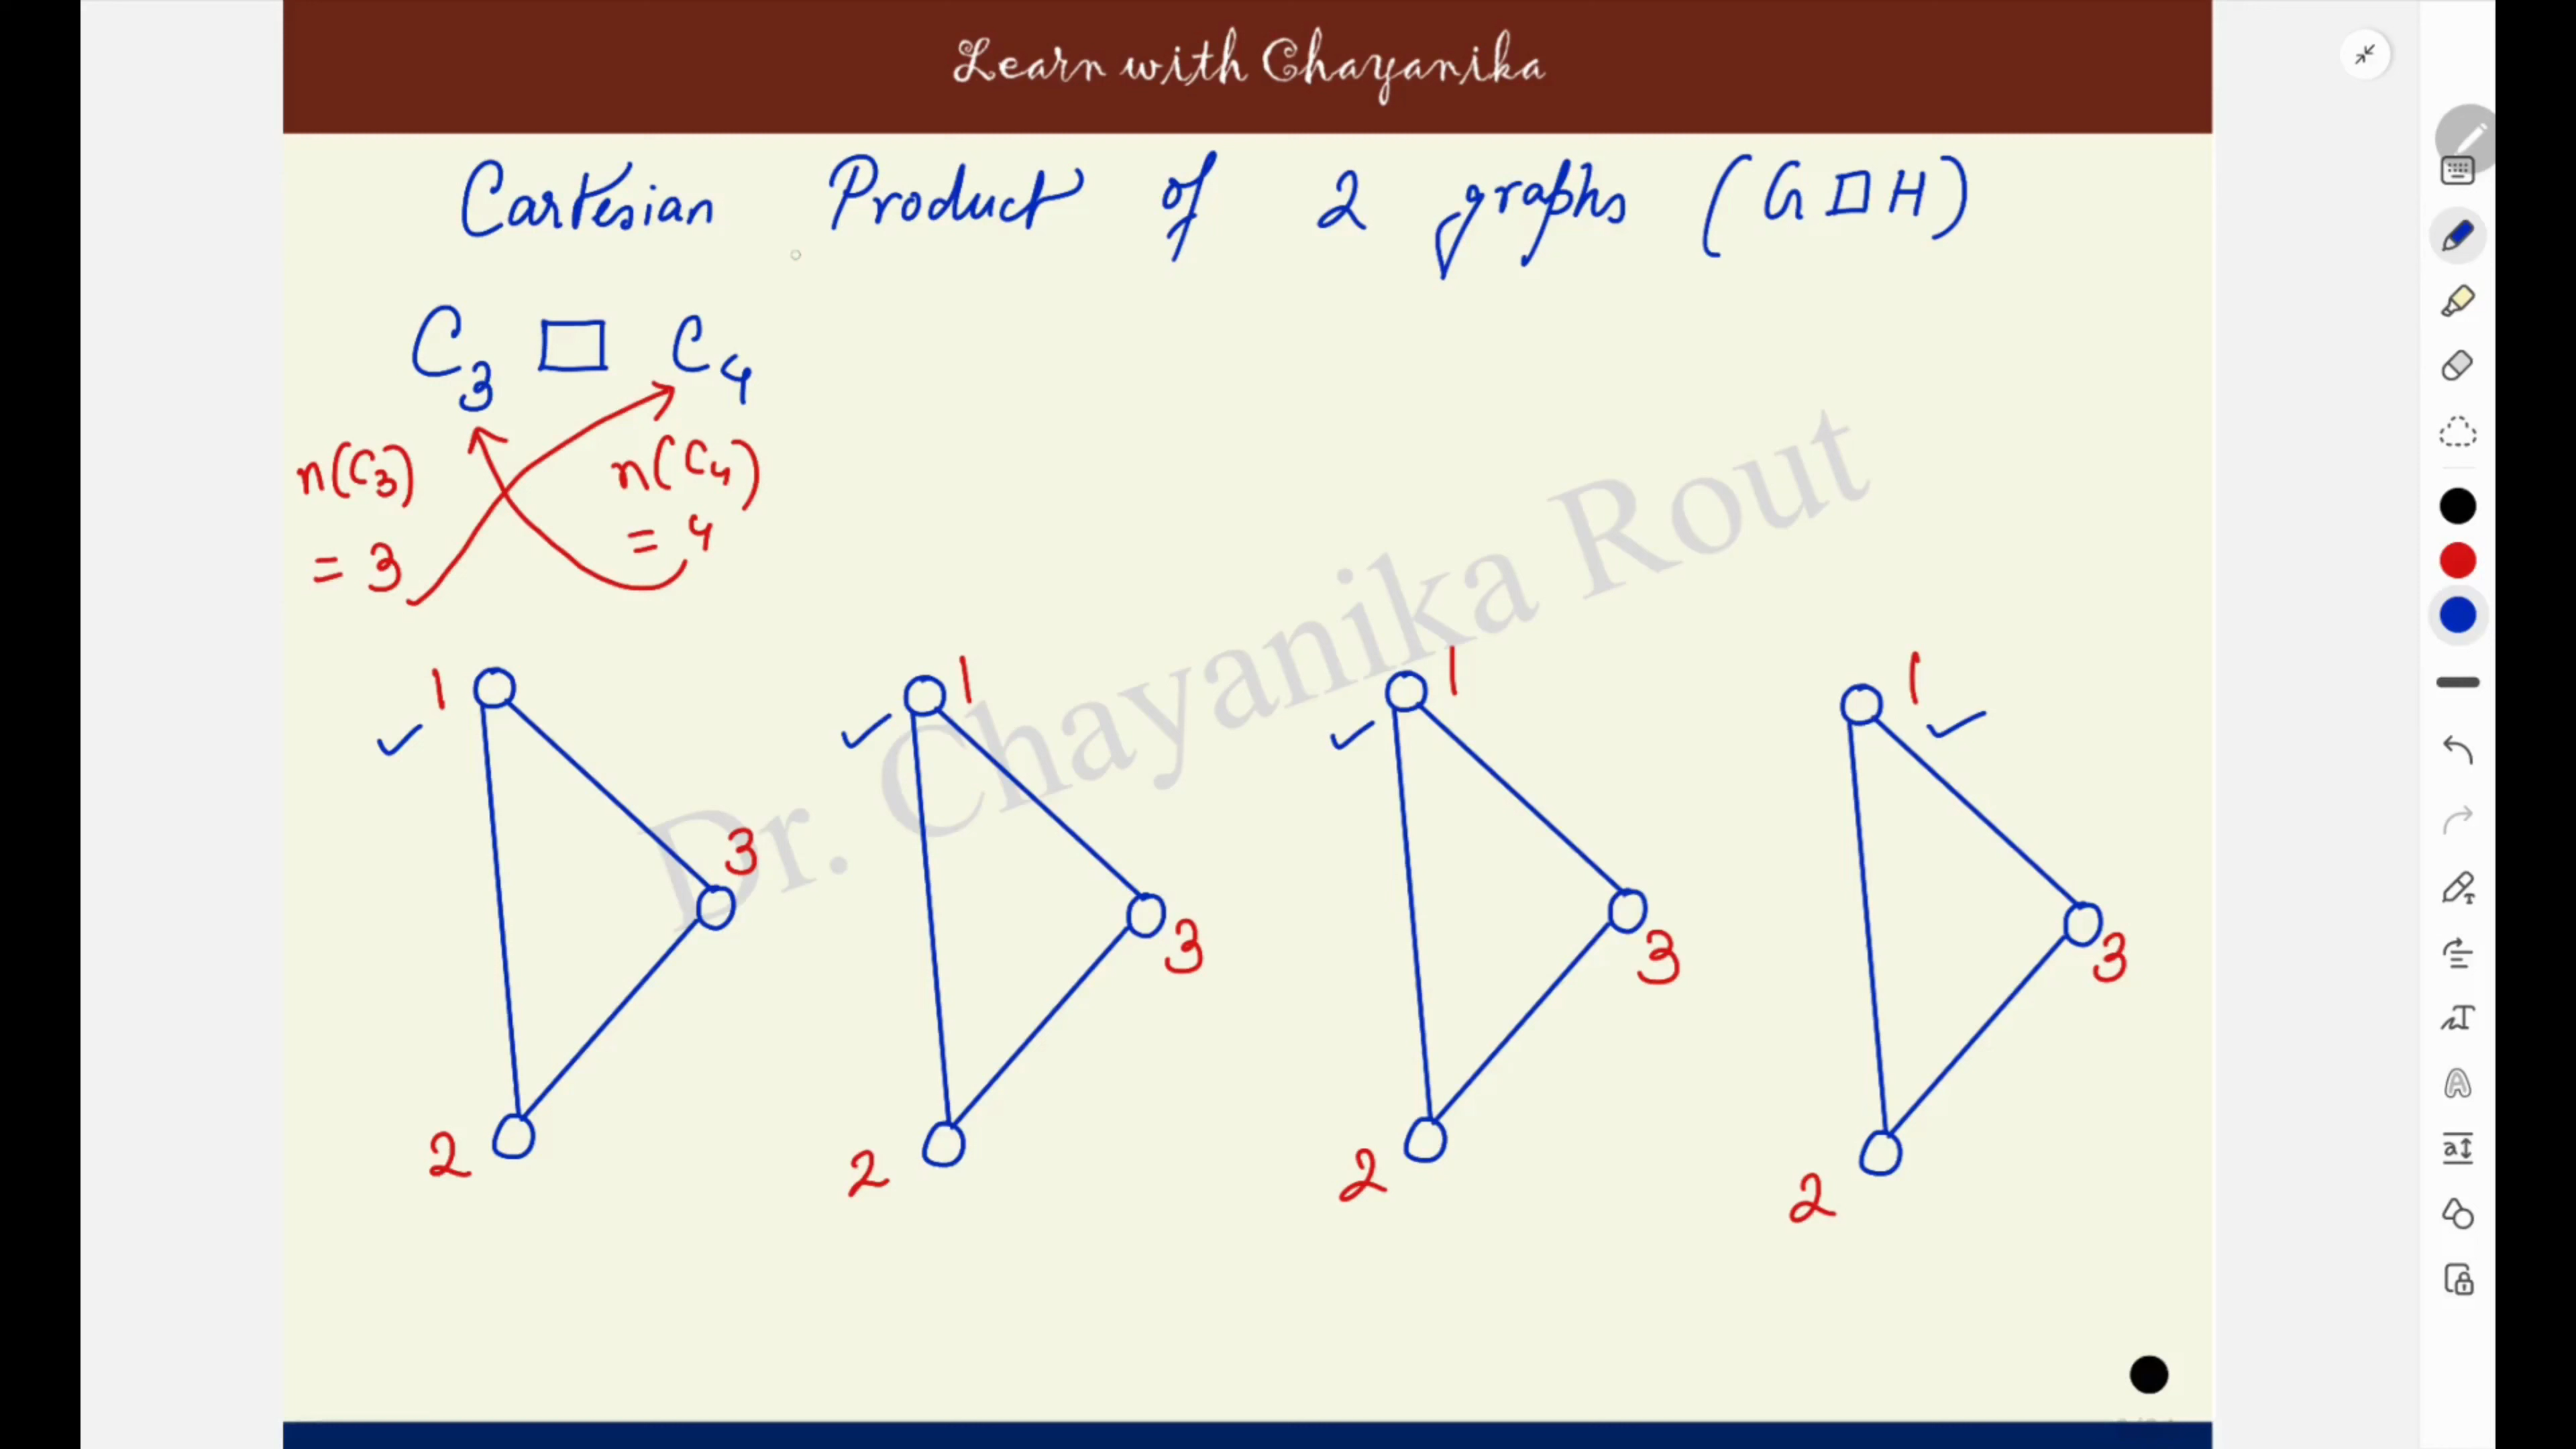 Learn with Chayanika
Cartesian Product of 2 graphs (G□H)
C3 □ C4
n(C3) n(C4)
= 3 = 4
1 1 1 1
3 3 3 3
2 2 2 2
Dr. Chayanika Rout